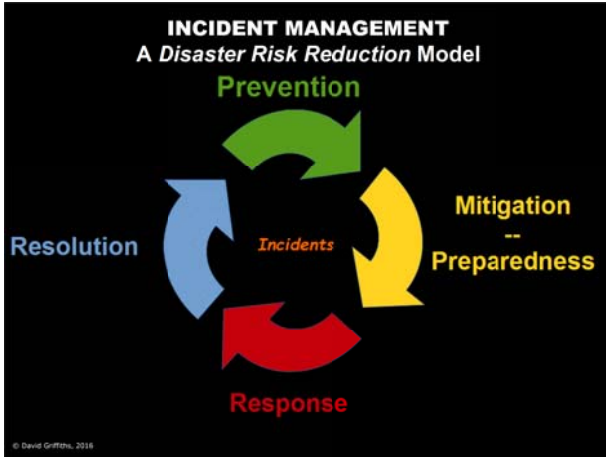 INCIDENT MANAGEMENT
A Disaster Risk Reduction Model
Prevention
Mitigation
--
Preparedness
Resolution
Incidents
Response
© David Griffiths, 2016